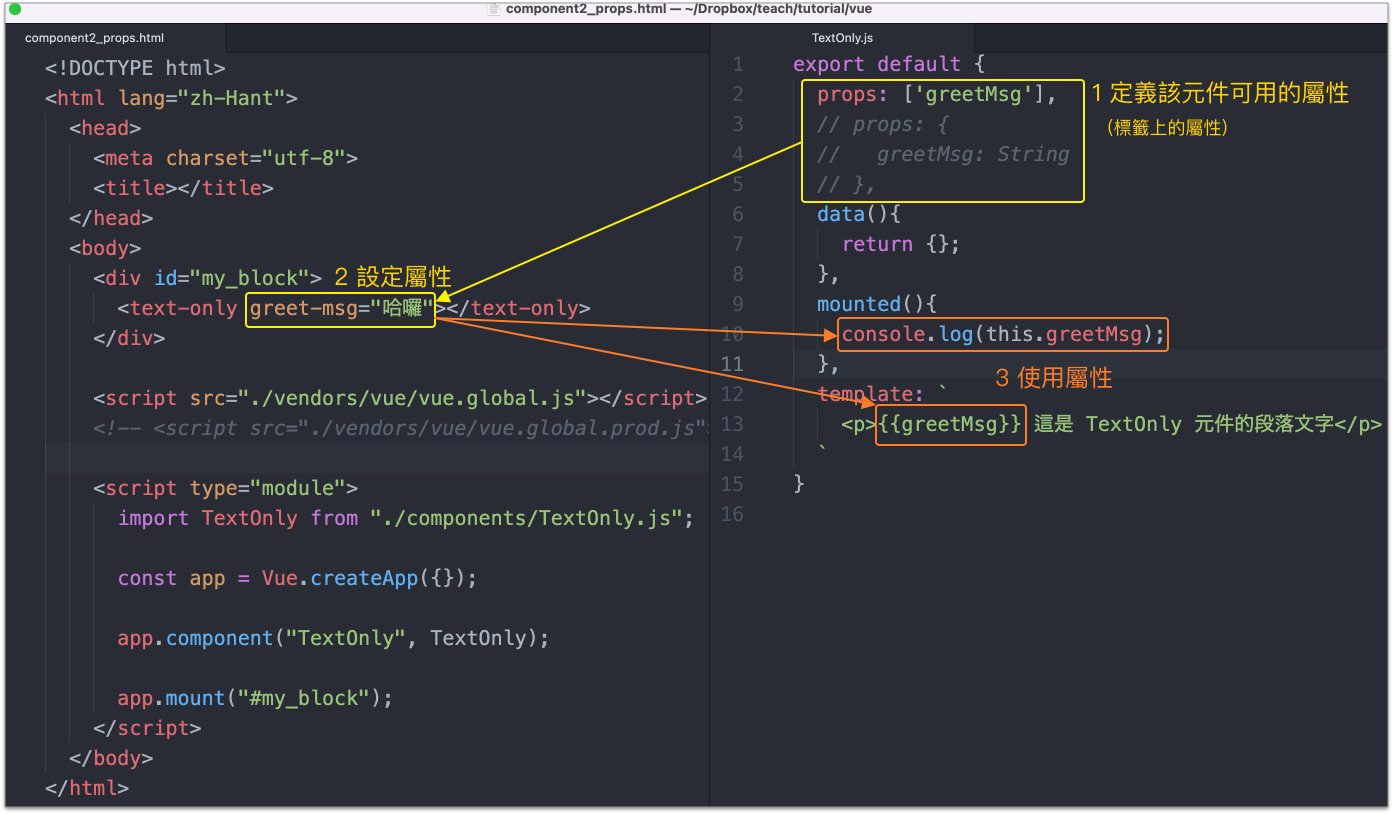 component2_props.html — ~/Dropbox/teach/tutorial/vue
component2_props.html
<!DOCTYPE html>
<html lang="zh-Hant">
<head>
<meta charset="utf-8">
<title></title>
</head>
<body>
<div id="my_block"> 2 設定屬性
<text-only greet-msg="哈囉"></text-only>
</div>
<script src="./vendors/vue/vue.global.js"></script>
<!-- <script src="./vendors/vue/vue.global.prod.js"
<script type="module">
import TextOnly from "./components/TextOnly.js";
const app = Vue.createApp({});
app.component("TextOnly", TextOnly);
app.mount("#my_block");
</script>
</body>
</html>
TextOnly.js
1 export default {
2 props: ['greetMsg'], 1 定義該元件可用的屬性
3 // props: { (標籤上的屬性)
4 // greetMsg: String
5 // },
6 data(){
7 return {};
8 },
9 mounted(){
10 console.log(this.greetMsg);
11 },
3 使用屬性
12 template: `
13 <p>{{greetMsg}} 這是 TextOnly 元件的段落文字</p>
14 `
15 }
16